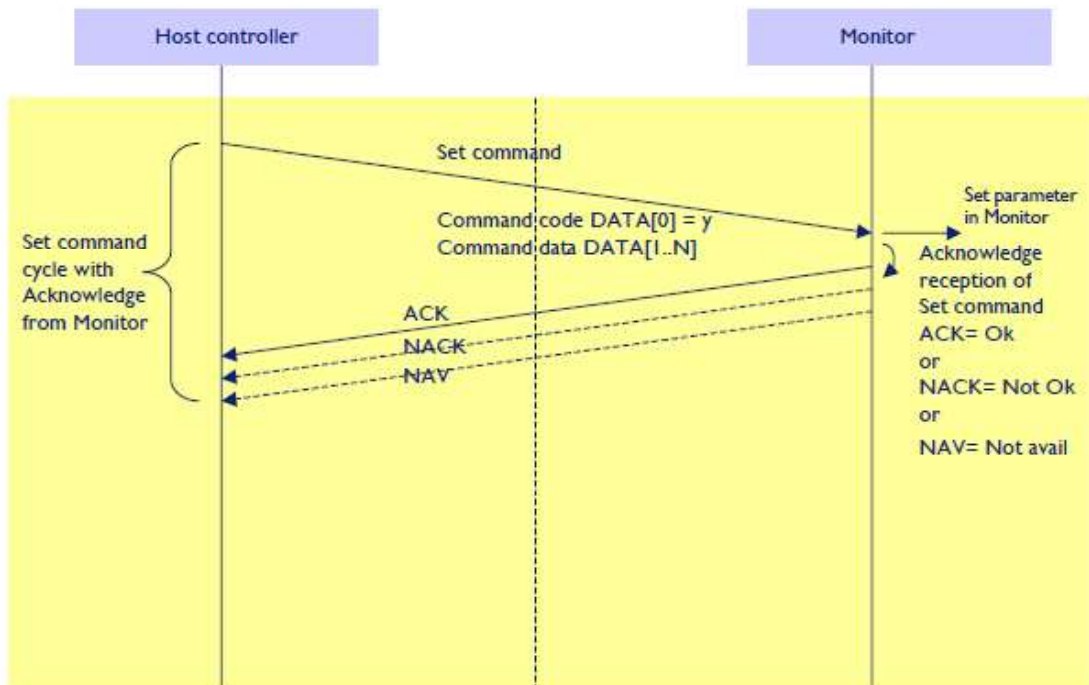 Host controller
Monitor
Set command
Set parameter
in Monitor
Command code DATA[0] = y
Command data DATA[1..N]
Set command
cycle with
Acknowledge
from Monitor
Acknowledge
reception of
Set command
ACK= Ok
or
NACK= Not Ok
or
NAV= Not avail
ACK
NACK
NAV